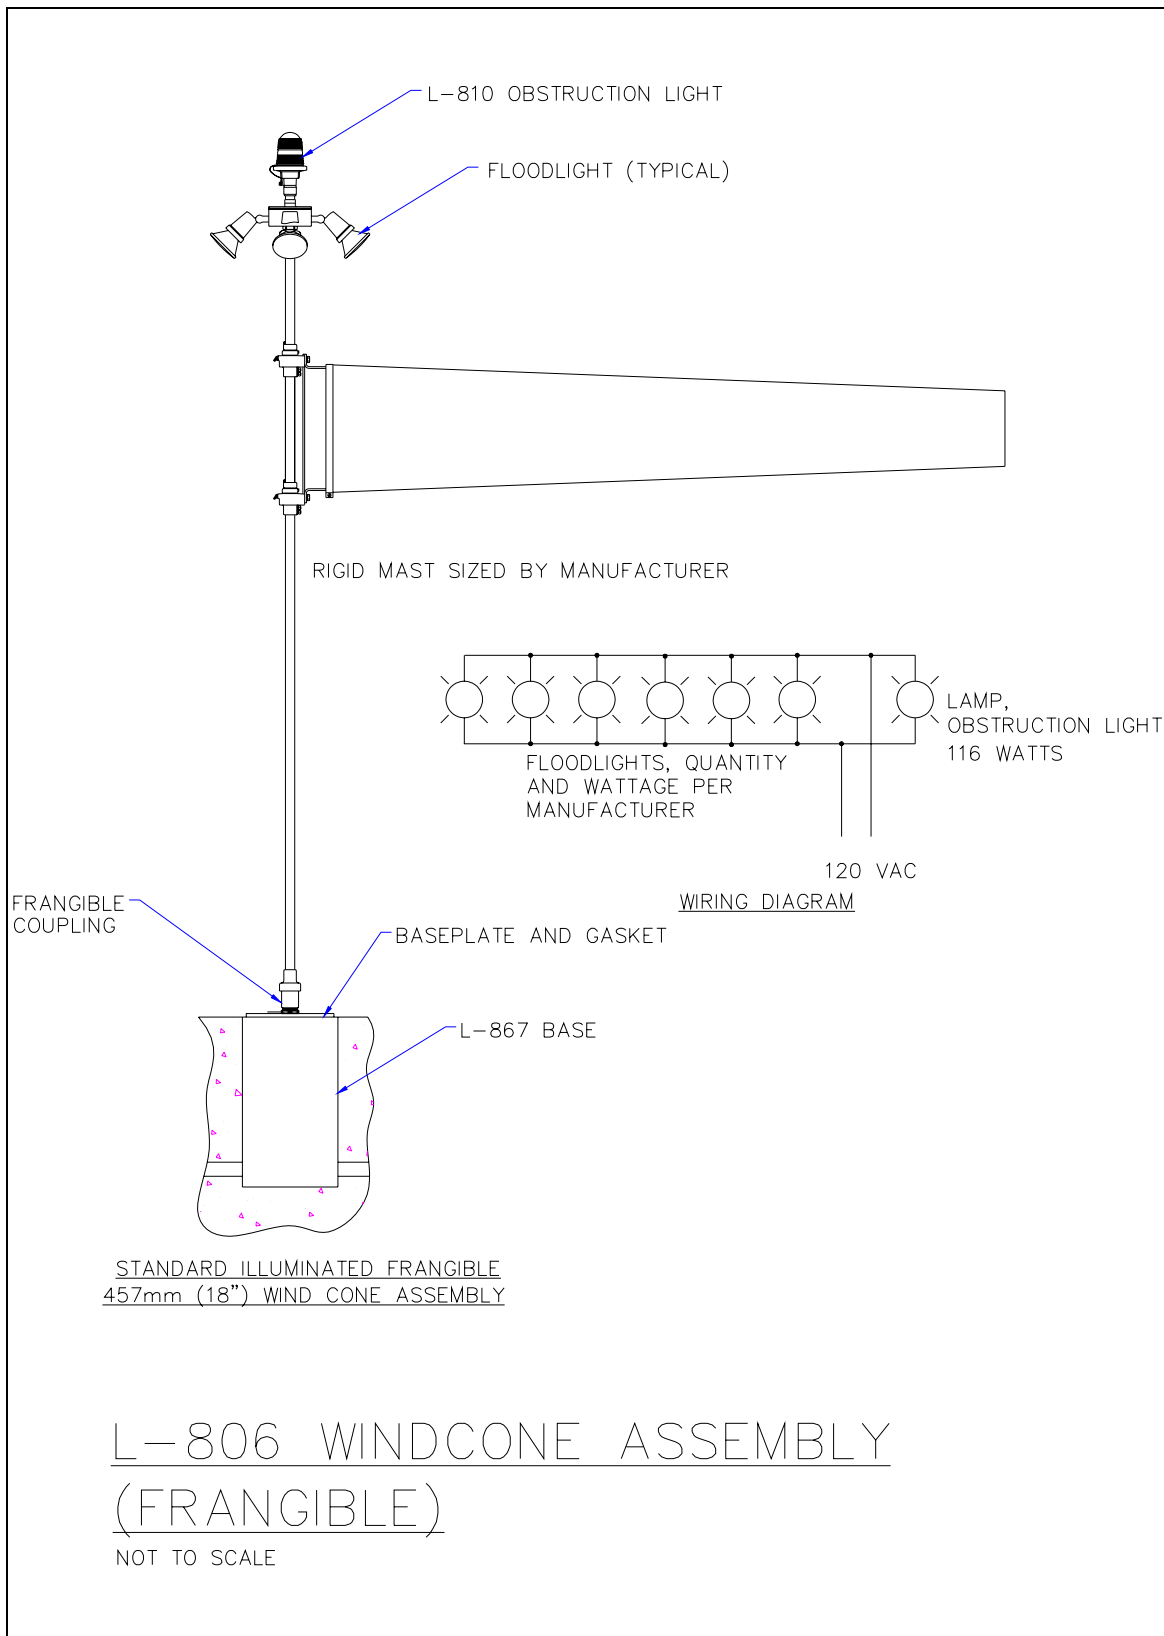 L-810 OBSTRUCTION LIGHT
FLOODLIGHT (TYPICAL)
RIGID MAST SIZED BY MANUFACTURER
LAMP,
OBSTRUCTION LIGHT
116 WATTS
FLOODLIGHTS, QUANTITY
AND WATTAGE PER
MANUFACTURER
120 VAC
WIRING DIAGRAM
FRANGIBLE
COUPLING
BASEPLATE AND GASKET
L-867 BASE
STANDARD ILLUMINATED FRANGIBLE
457mm (18") WIND CONE ASSEMBLY
L-806 WINDCONE ASSEMBLY
(FRANGIBLE)
NOT TO SCALE